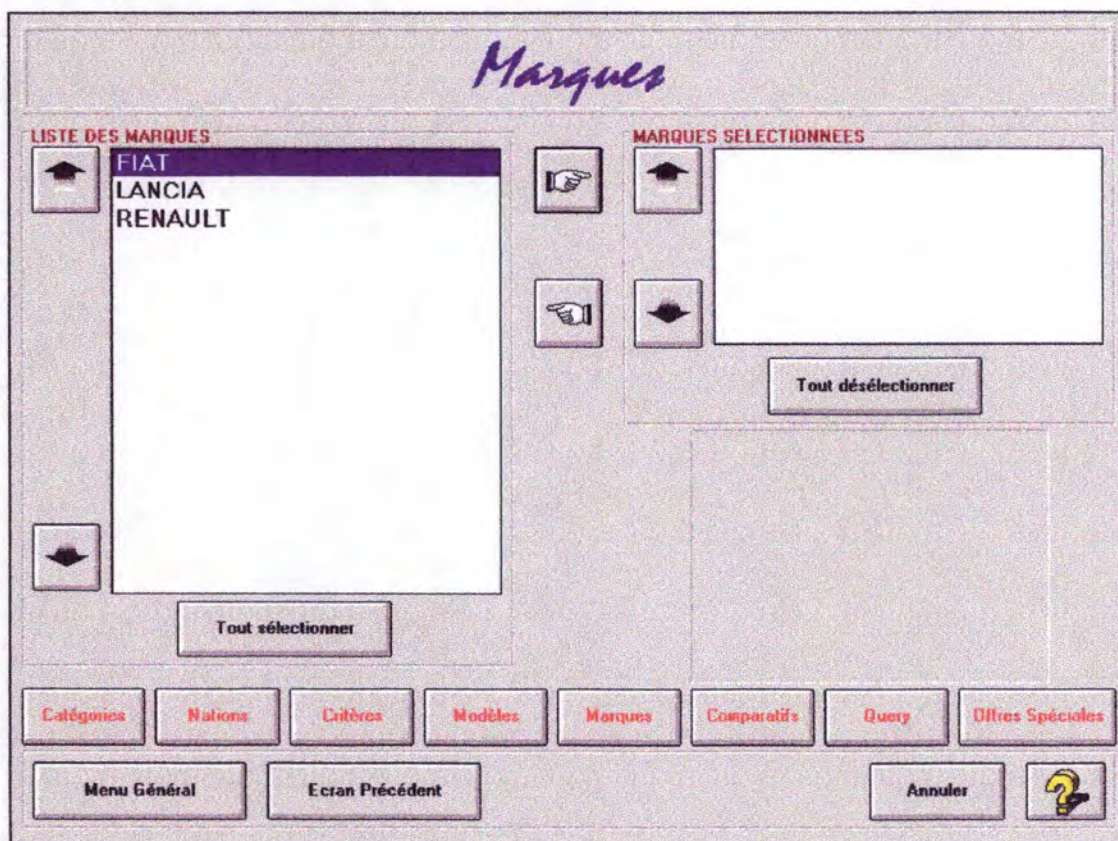 Marques
LISTE DES MARQUES
FIAT
LANCIA
RENAULT
Tout sélectionner
MARQUES SELECTIONNEES
Tout désélectionner
Catégories Nations Critères Modèles Marques Comparatifs Query Offres Spéciales
Menu Général Ecran Précédent Annuler